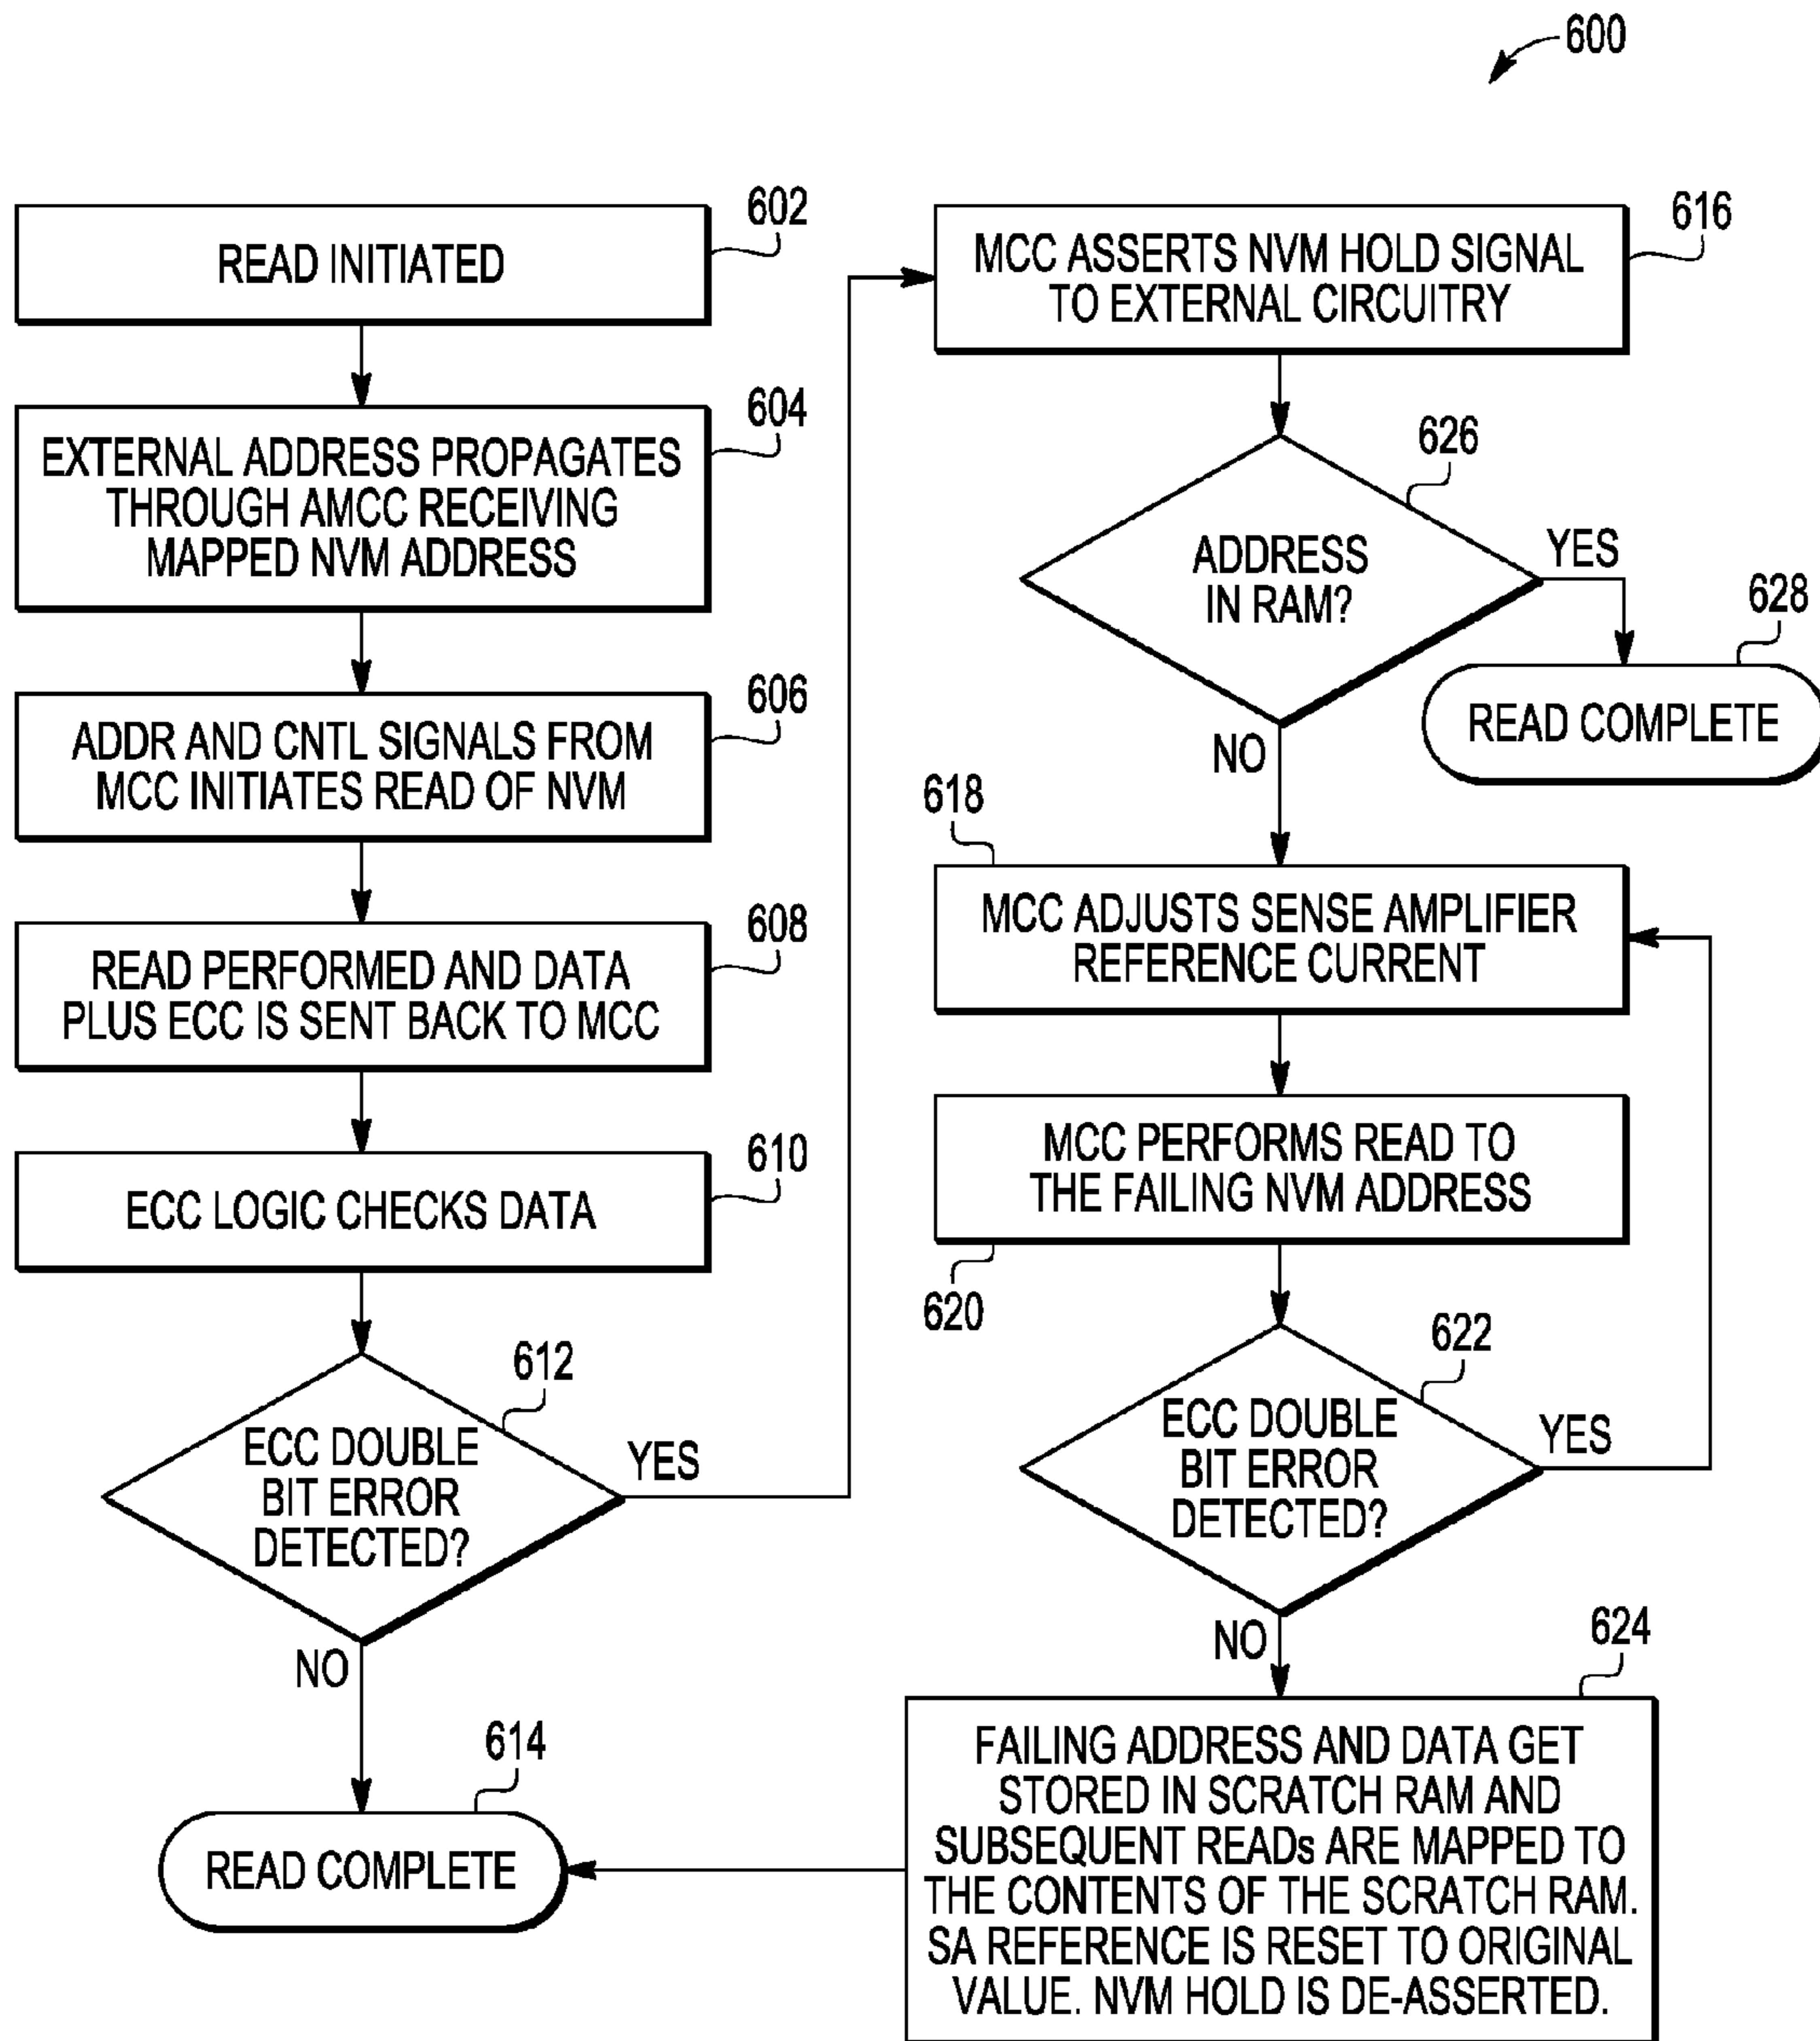 600
602
READ INITIATED
604
EXTERNAL ADDRESS PROPAGATES
THROUGH AMCC RECEIVING
MAPPED NVM ADDRESS
606
ADDR AND CNTL SIGNALS FROM
MCC INITIATES READ OF NVM
608
READ PERFORMED AND DATA
PLUS ECC IS SENT BACK TO MCC
610
ECC LOGIC CHECKS DATA
612
ECC DOUBLE
BIT ERROR
DETECTED?
YES
NO
614
READ COMPLETE
616
MCC ASSERTS NVM HOLD SIGNAL
TO EXTERNAL CIRCUITRY
626
ADDRESS
IN RAM?
YES
628
READ COMPLETE
NO
618
MCC ADJUSTS SENSE AMPLIFIER
REFERENCE CURRENT
MCC PERFORMS READ TO
THE FAILING NVM ADDRESS
620
622
ECC DOUBLE
BIT ERROR
DETECTED?
YES
NO
624
FAILING ADDRESS AND DATA GET
STORED IN SCRATCH RAM AND
SUBSEQUENT READs ARE MAPPED TO
THE CONTENTS OF THE SCRATCH RAM.
SA REFERENCE IS RESET TO ORIGINAL
VALUE. NVM HOLD IS DE-ASSERTED.